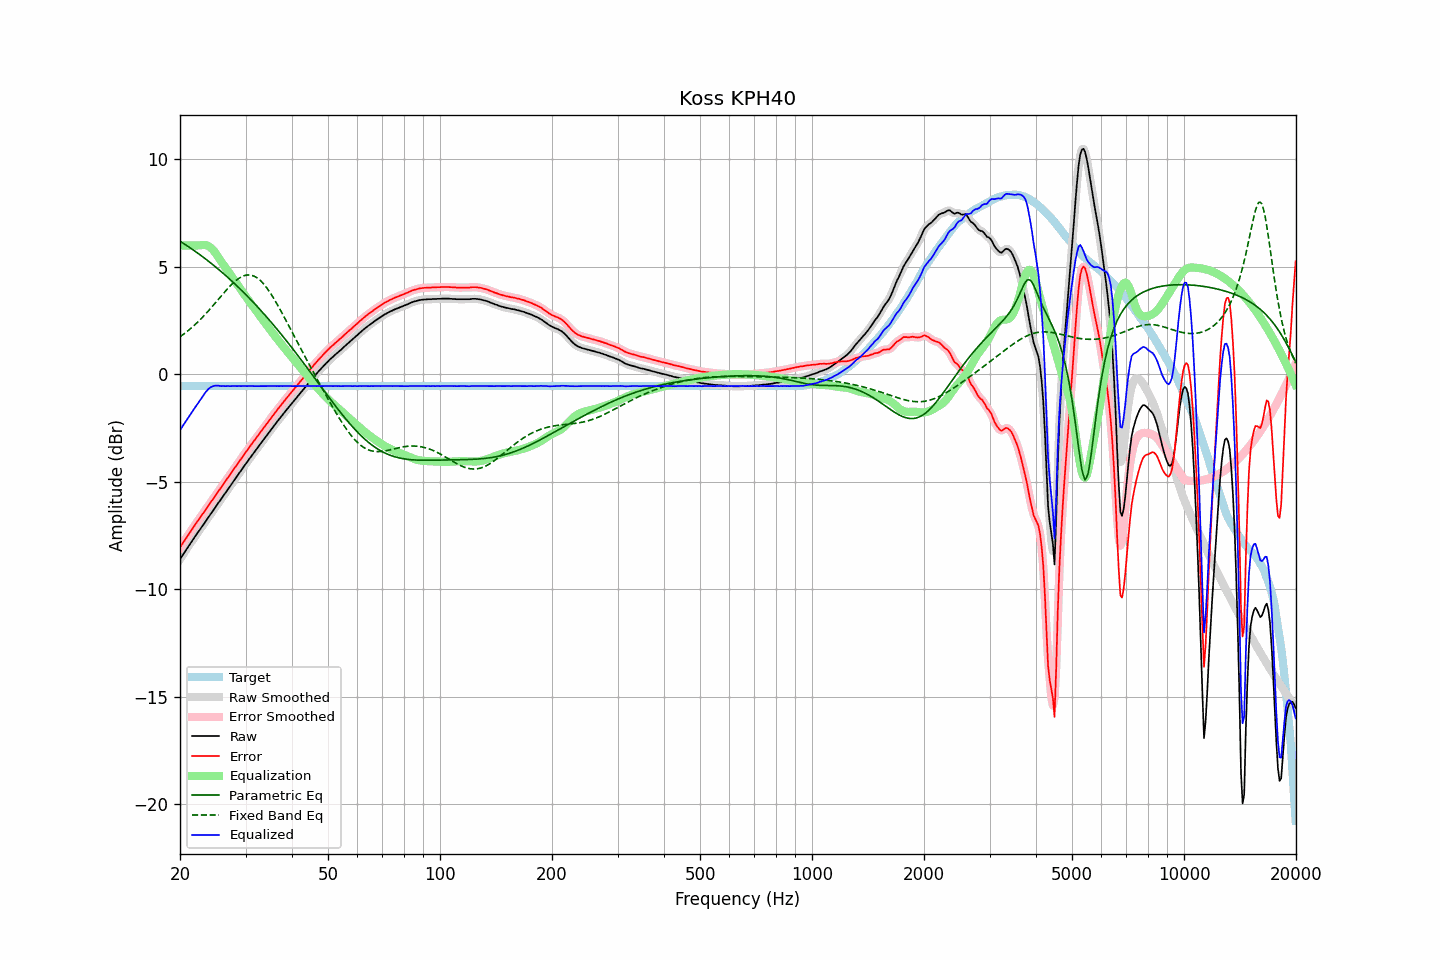 Koss KPH40
Amplitude (dBr)
10
5
0
−5
−10
−15
−20
Target
Raw Smoothed
Error Smoothed
Raw
Error
Equalization
Parametric Eq
Fixed Band Eq
Equalized
20 50 100 200 500 1000 2000 5000 10000 20000
Frequency (Hz)